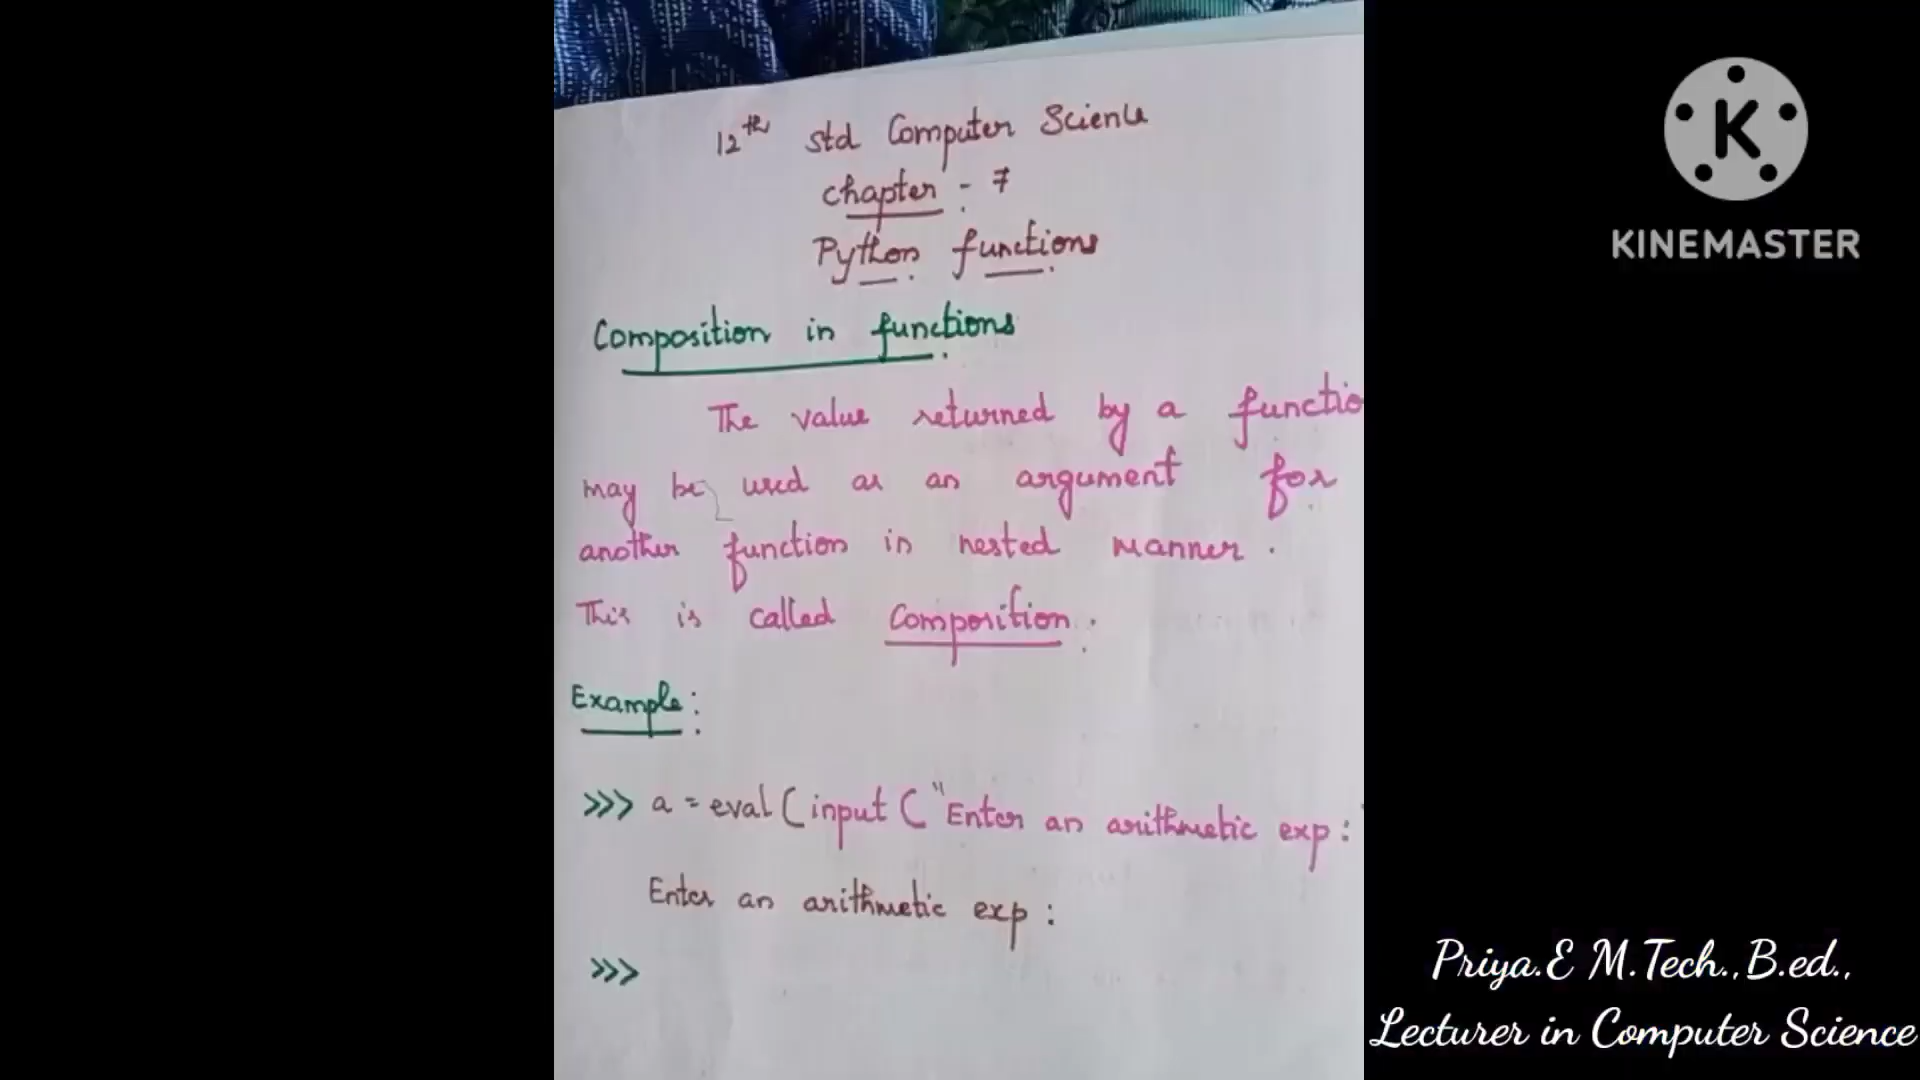 12th std Computer Science
chapter : 7
Python functions
Composition in functions
The value returned by a functio
may be used as an argument for
another function in nested manner.
This is called Composition.
Example:
>>> a = eval (input ("Enter an arithmetic exp:
Enter an arithmetic exp:
>>>
K
KINEMASTER
Priya.E M.Tech.,B.ed.,
Lecturer in Computer Science